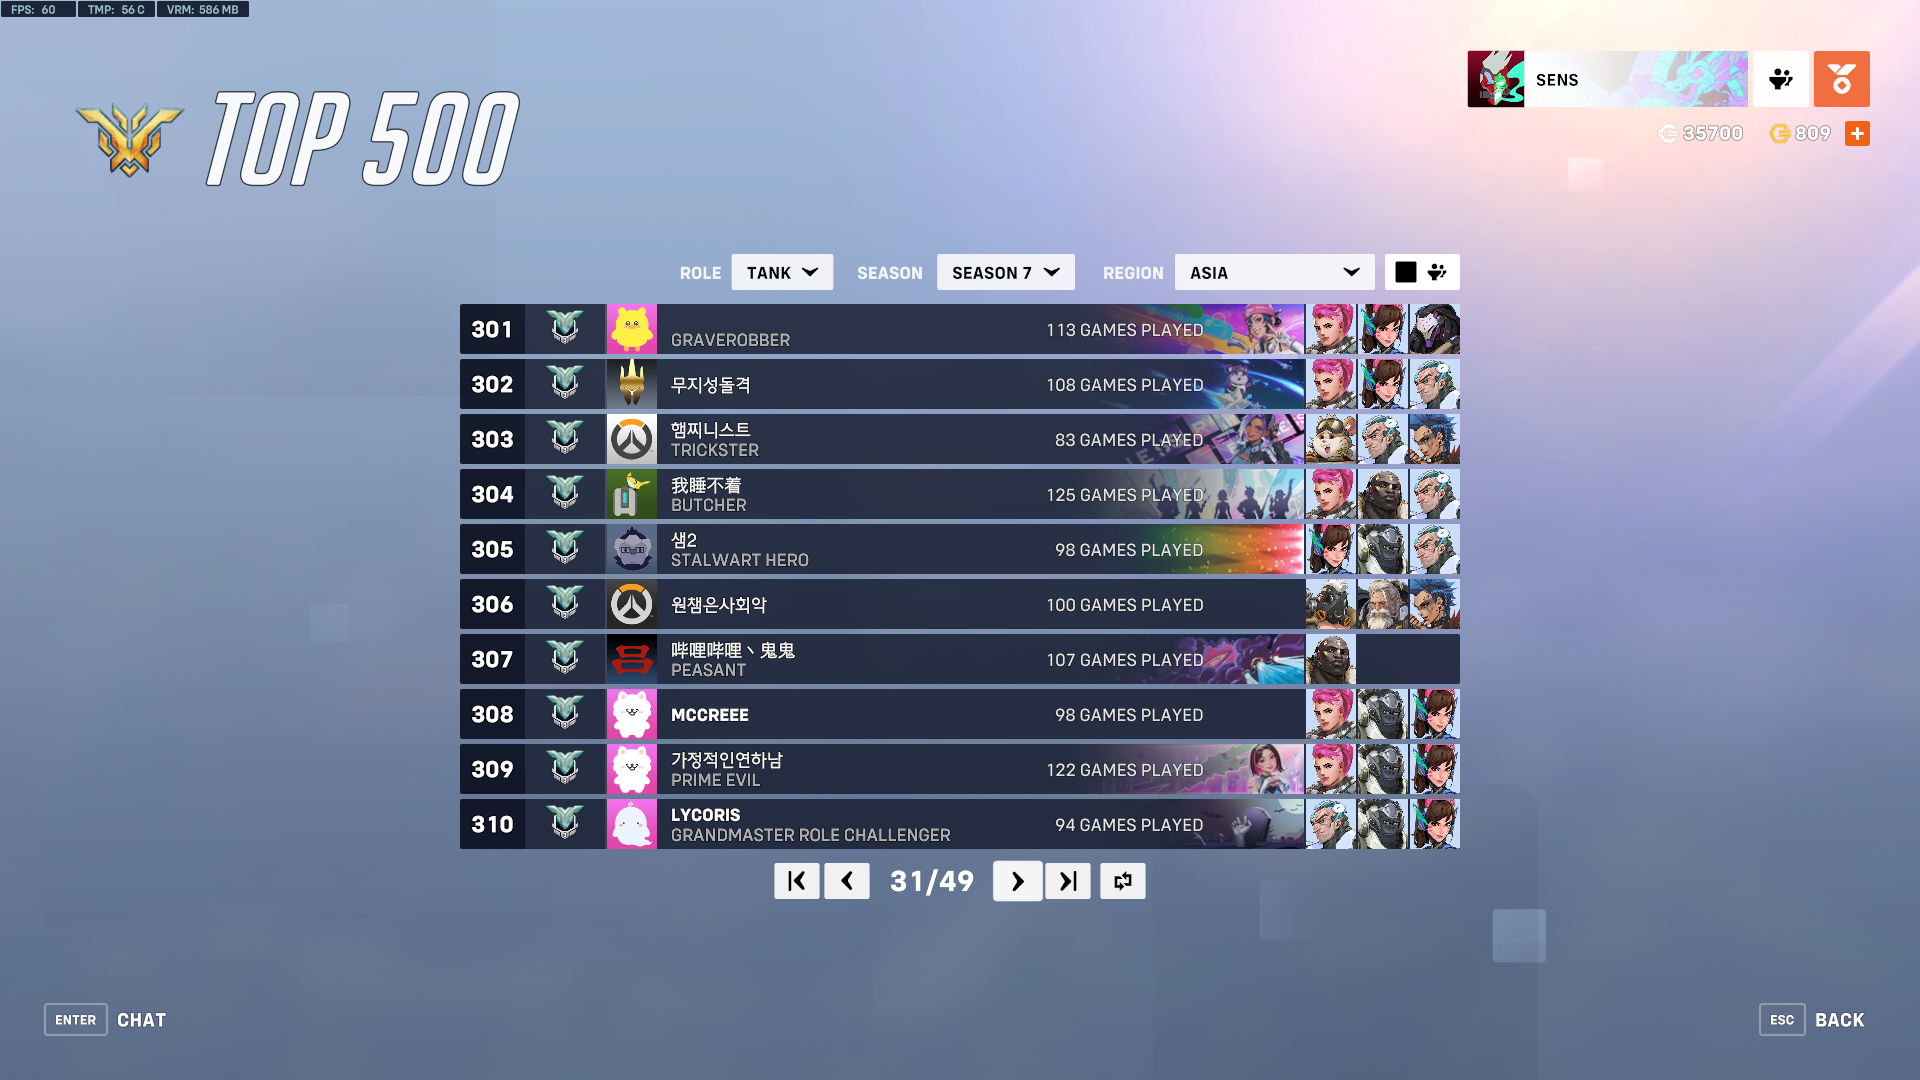 FPS: 60 TMP: 56 C VRM: 586 MB
TOP 500
SENS
35700 809
ROLE TANK SEASON SEASON 7 REGION ASIA
301 GRAVEROBBER 113 GAMES PLAYED
302 무지성돌격 108 GAMES PLAYED
303 햄찌니스트 83 GAMES PLAYED
TRICKSTER
304 我睡不着 125 GAMES PLAYED
BUTCHER
305 샘2 98 GAMES PLAYED
STALWART HERO
306 원챔은사회악 100 GAMES PLAYED
307 哔哩哔哩丶鬼鬼 107 GAMES PLAYED
PEASANT
308 MCCREEE 98 GAMES PLAYED
309 가정적인연하남 122 GAMES PLAYED
PRIME EVIL
310 LYCORIS 94 GAMES PLAYED
GRANDMASTER ROLE CHALLENGER
31/49
ENTER CHAT
ESC BACK